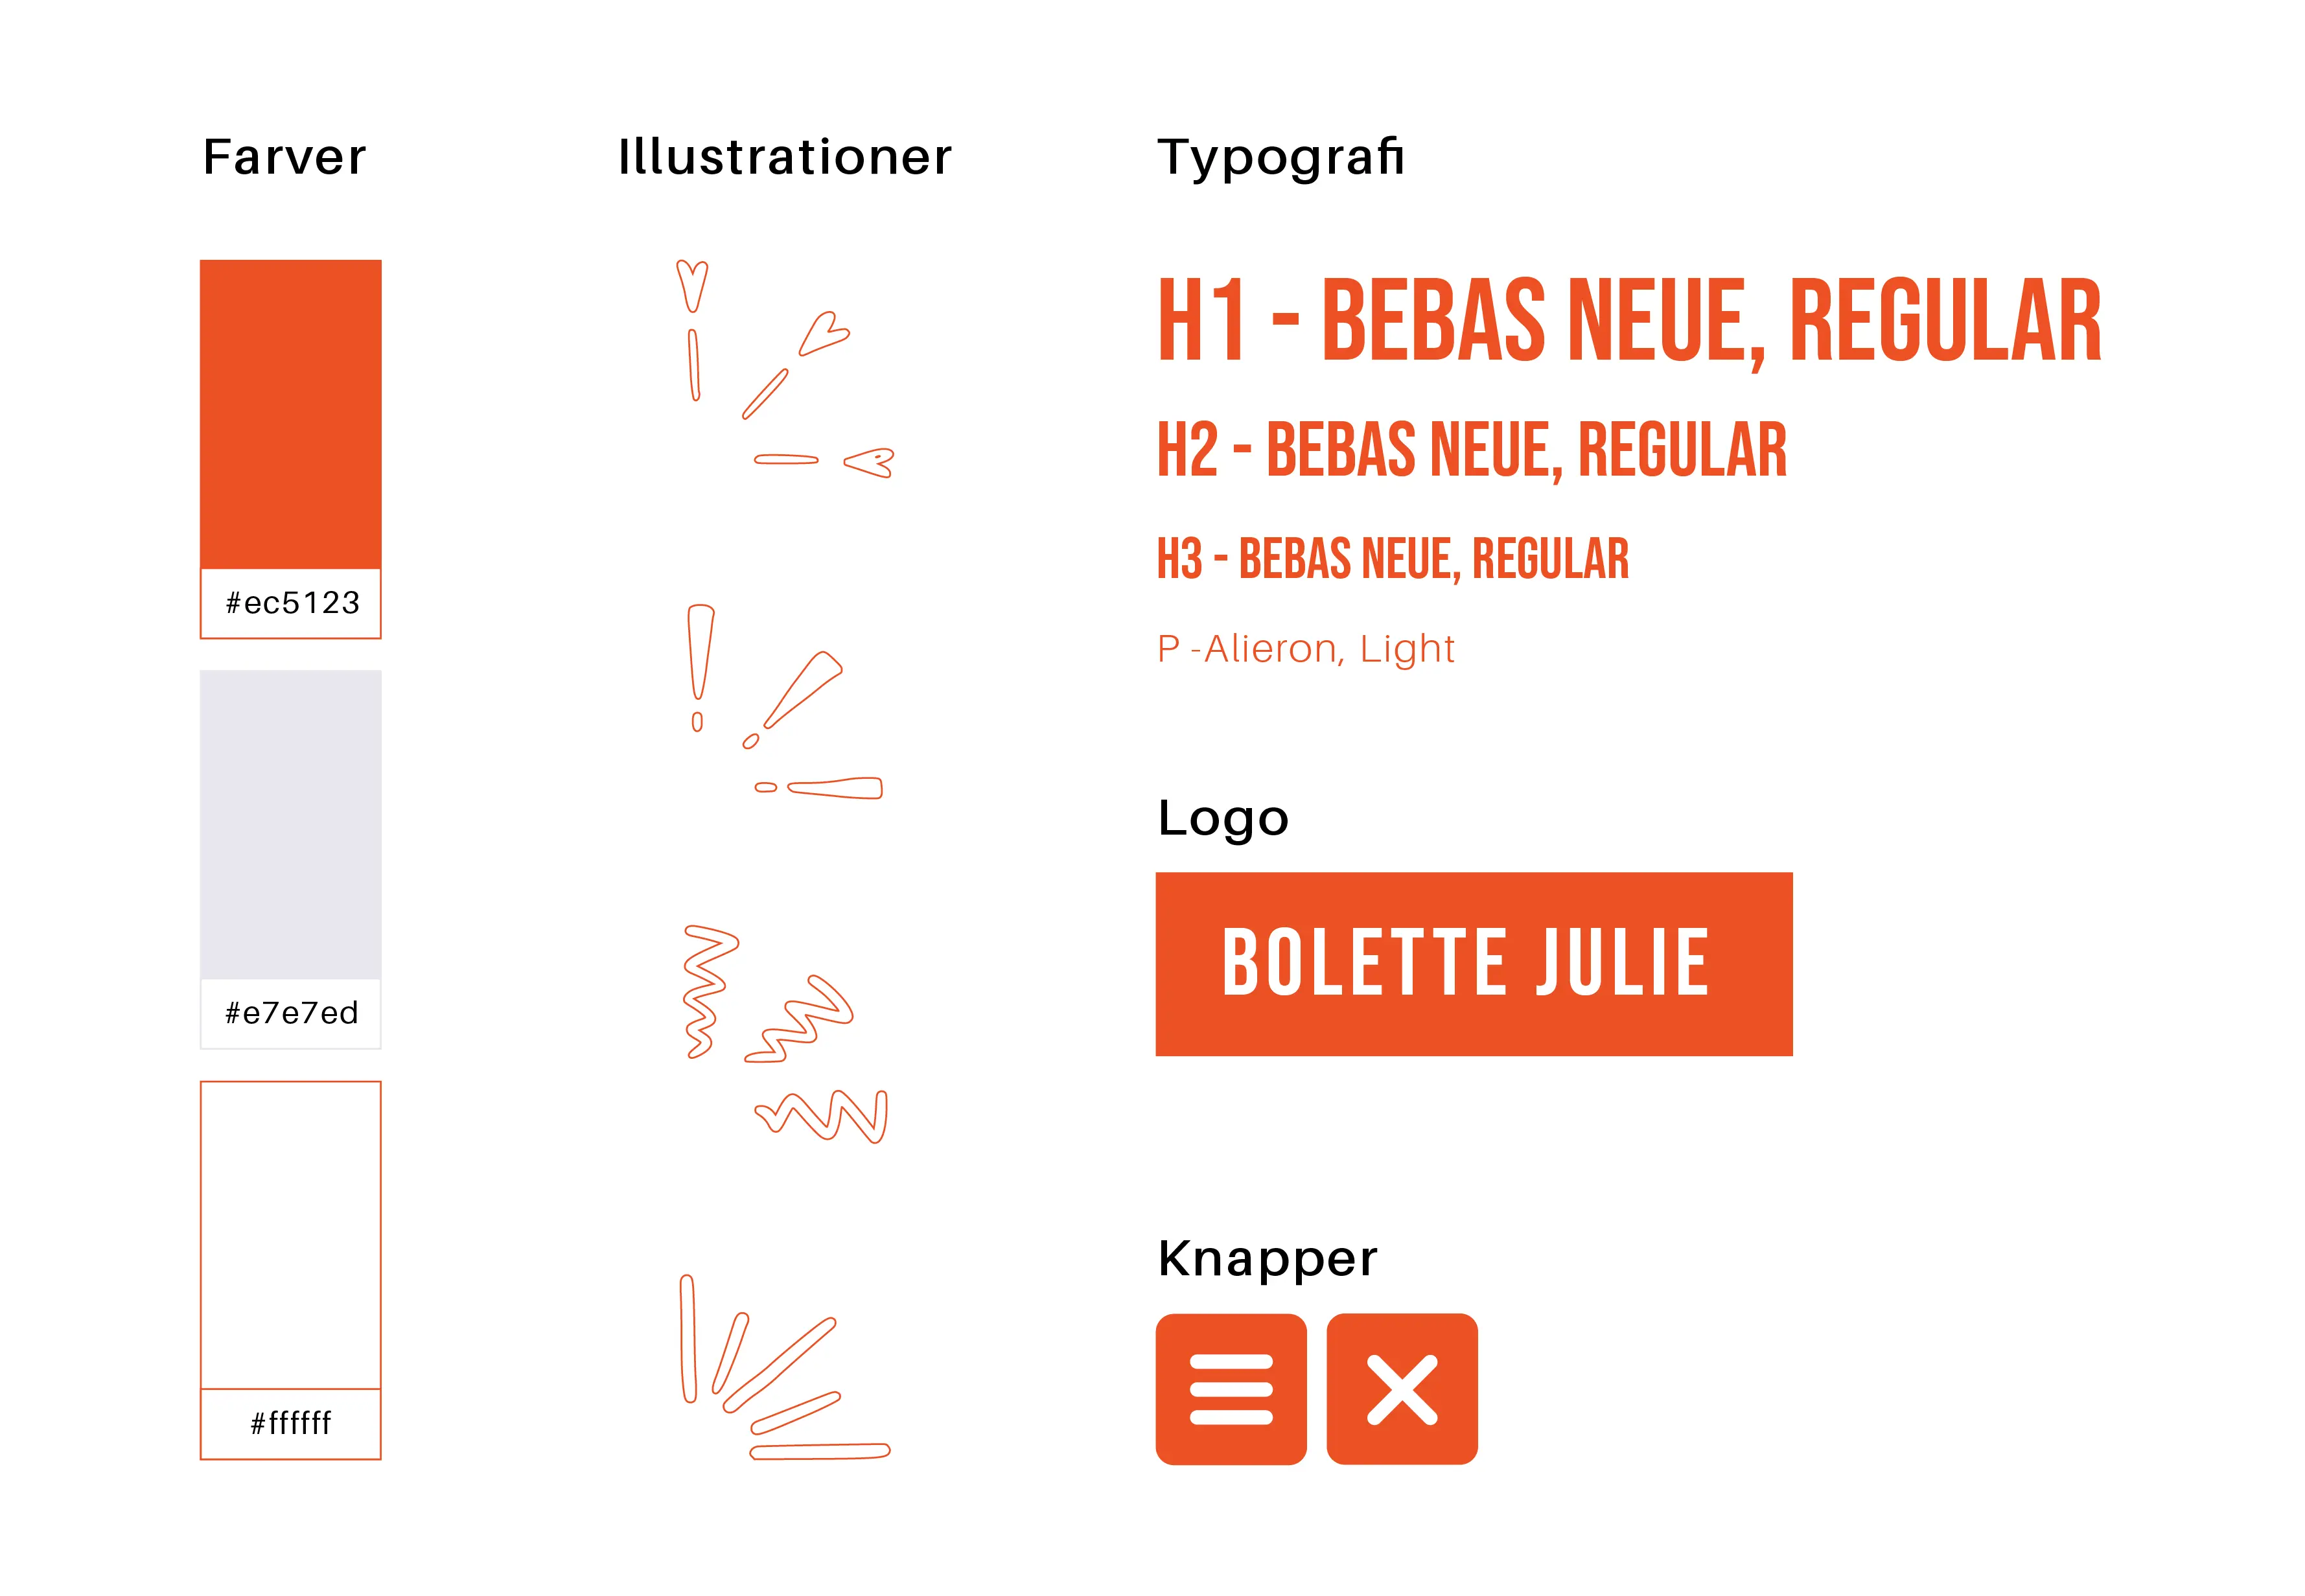 Farver
#ec5123
#e7e7ed
#ffffff
Illustrationer
Typografi
H1 - BEBAS NEUE, REGULAR
H2 - BEBAS NEUE, REGULAR
H3 - BEBAS NEUE, REGULAR
P -Alieron, Light
Logo
BOLETTE JULIE
Knapper